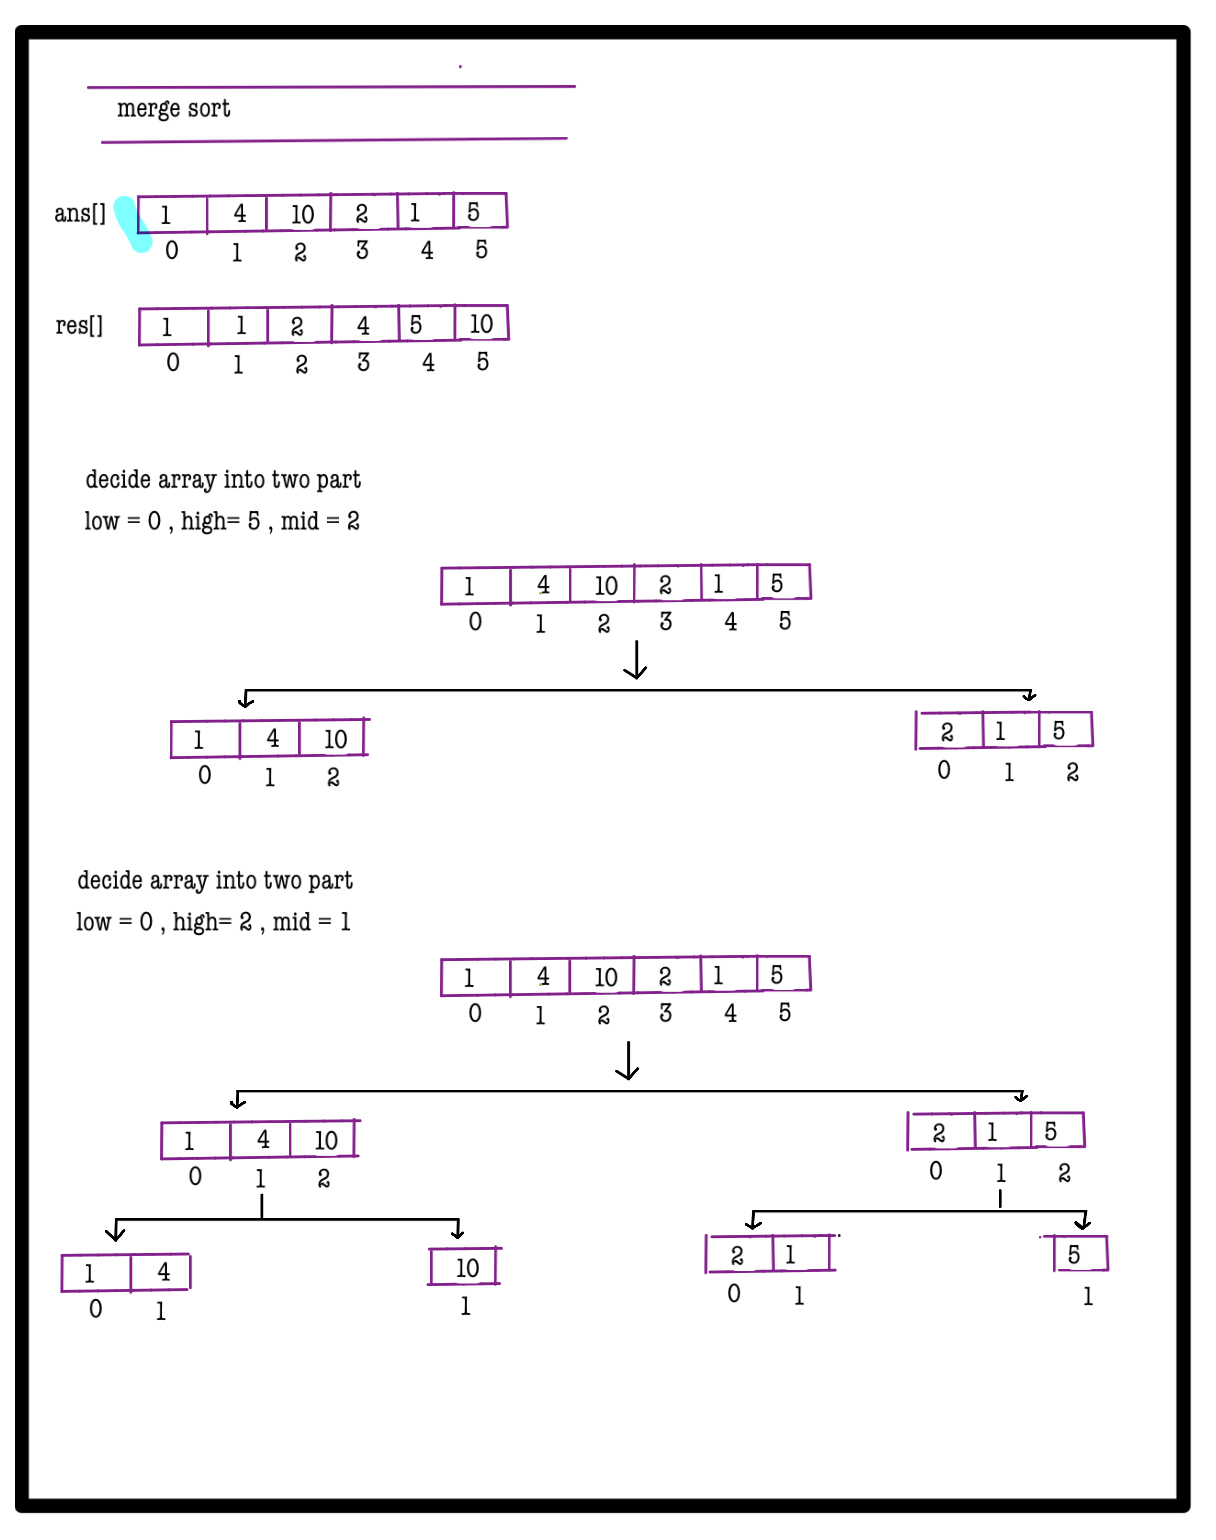 merge sort
ans[] 1 4 10 2 1 5
0 1 2 3 4 5
res[] 1 1 2 4 5 10
0 1 2 3 4 5
decide array into two part
low = 0 , high= 5 , mid = 2
1 4 10 2 1 5
0 1 2 3 4 5
1 4 10
0 1 2
2 1 5
0 1 2
decide array into two part
low = 0 , high= 2 , mid = 1
1 4 10 2 1 5
0 1 2 3 4 5
1 4 10
0 1 2
2 1 5
0 1 2
1 4
0 1
10
1
2 1
0 1
5
1